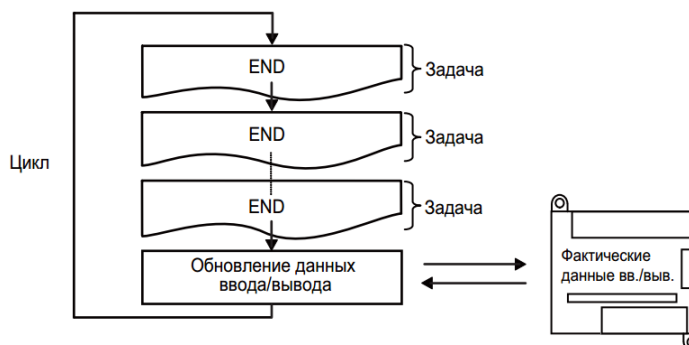 END
Задача
END
Задача
Цикл
END
Задача
Обновление данных
ввода/вывода
Фактические
данные вв./выв.